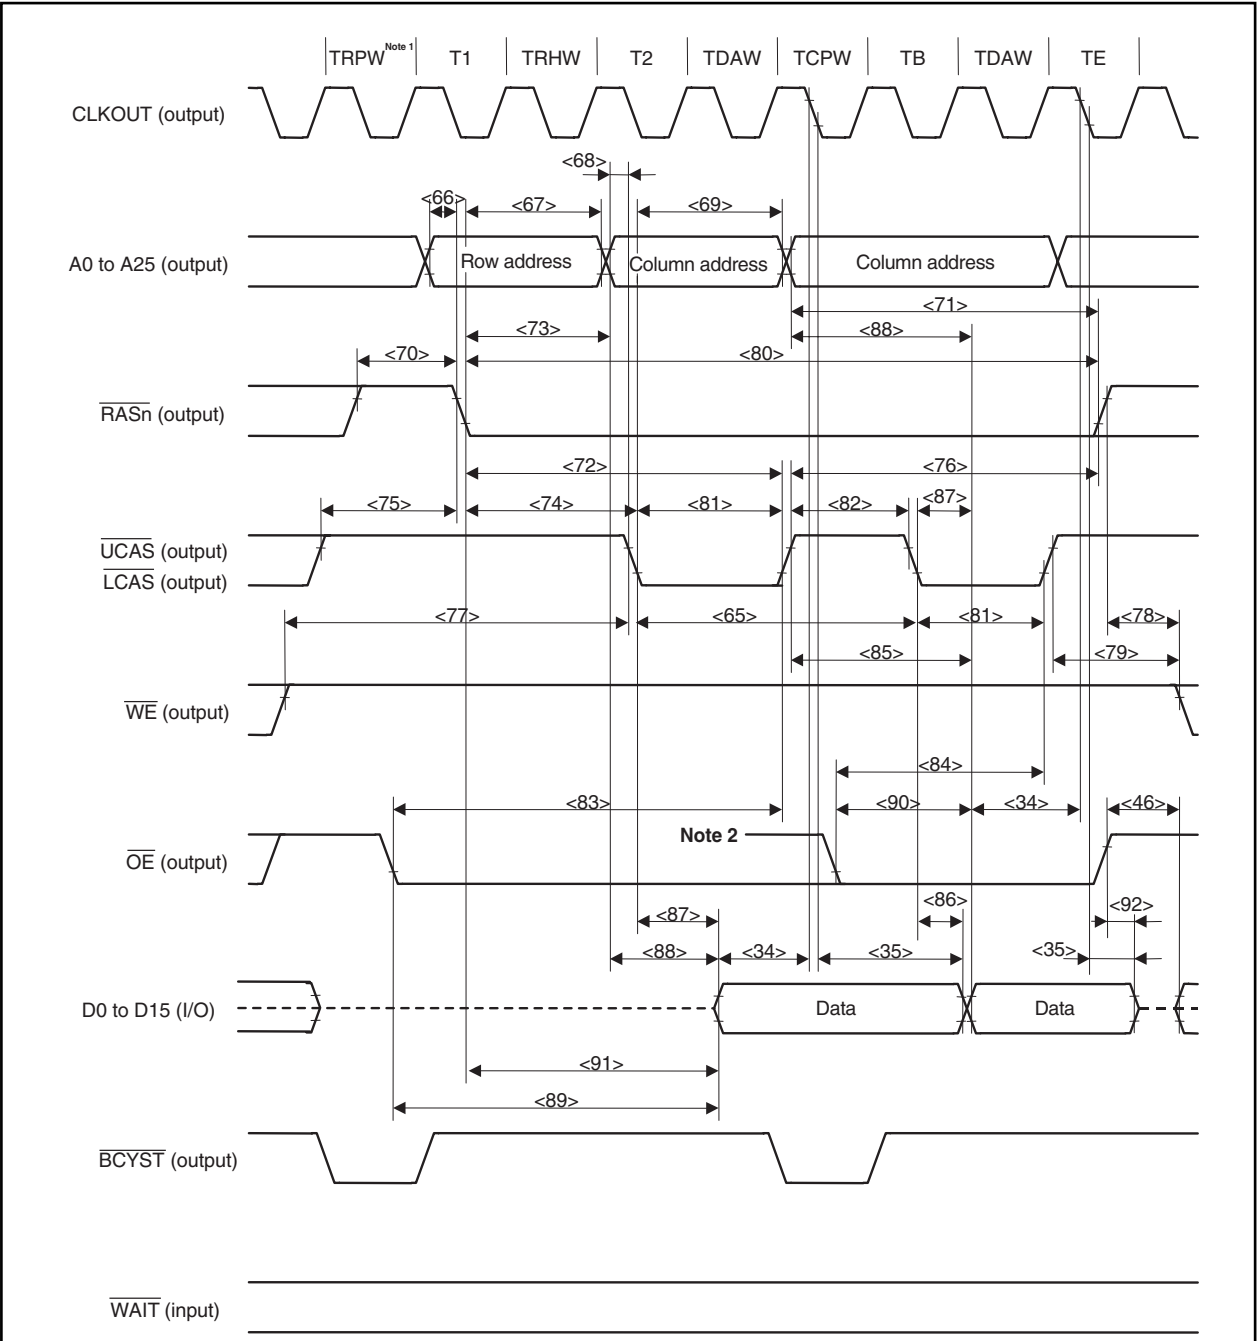 TRPW Note 1 T1 TRHW T2 TDAW TCPW TB TDAW TE
CLKOUT (output)
<68>
<66> <67> <69>
A0 to A25 (output) Row address Column address Column address
<71>
<73> <88>
<70> <80>
RASn (output)
<72> <76>
<75> <74> <81> <82> <87>
UCAS (output)
LCAS (output)
<77> <65> <81> <78>
<85> <79>
WE (output)
<84>
<83> <90> <34> <46>
Note 2
OE (output)
<86> <92>
<87>
<88> <34> <35> <35>
D0 to D15 (I/O) Data Data
<91>
<89>
BCYST (output)
WAIT (input)